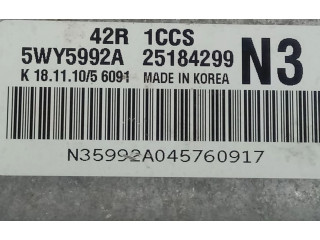 42R 1CCS
5WY5992A 25184299 N3
K 18.11.10/5 6091 MADE IN KOREA
N35992A045760917